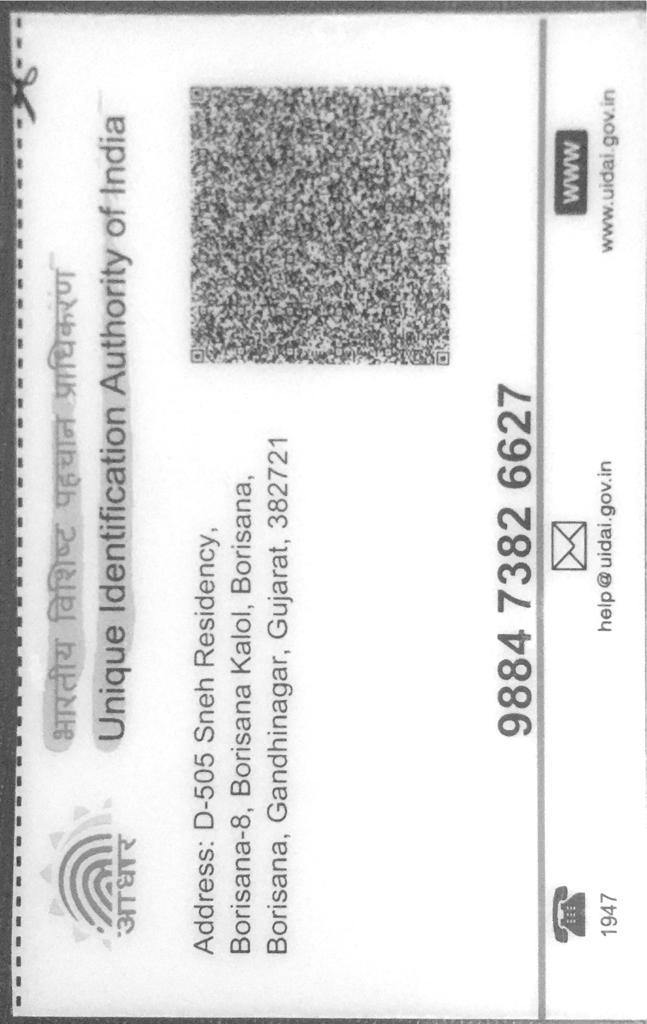 भारतीय विशिष्ट पहचान प्राधिकरण
आधार
Unique Identification Authority of India
Address: D-505 Sneh Residency,
Borisana-8, Borisana Kalol, Borisana,
Borisana, Gandhinagar, Gujarat, 382721
9884 7382 6627
1947
help@uidai.gov.in
www
www.uidai.gov.in